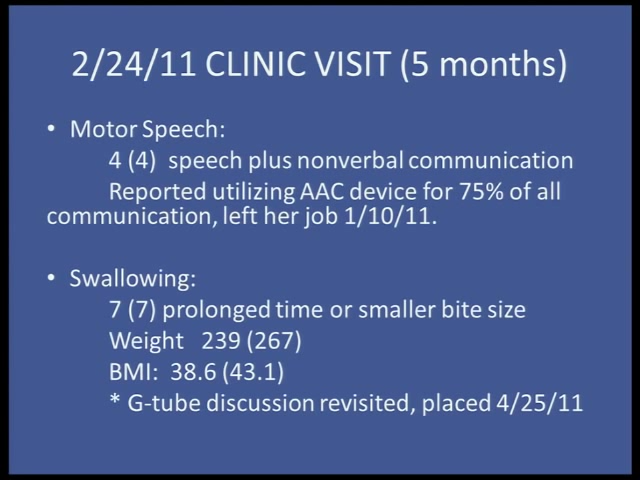 2/24/11 CLINIC VISIT (5 months)
• Motor Speech:
4 (4) speech plus nonverbal communication
Reported utilizing AAC device for 75% of all
communication, left her job 1/10/11.
• Swallowing:
7 (7) prolonged time or smaller bite size
Weight 239 (267)
BMI: 38.6 (43.1)
* G-tube discussion revisited, placed 4/25/11